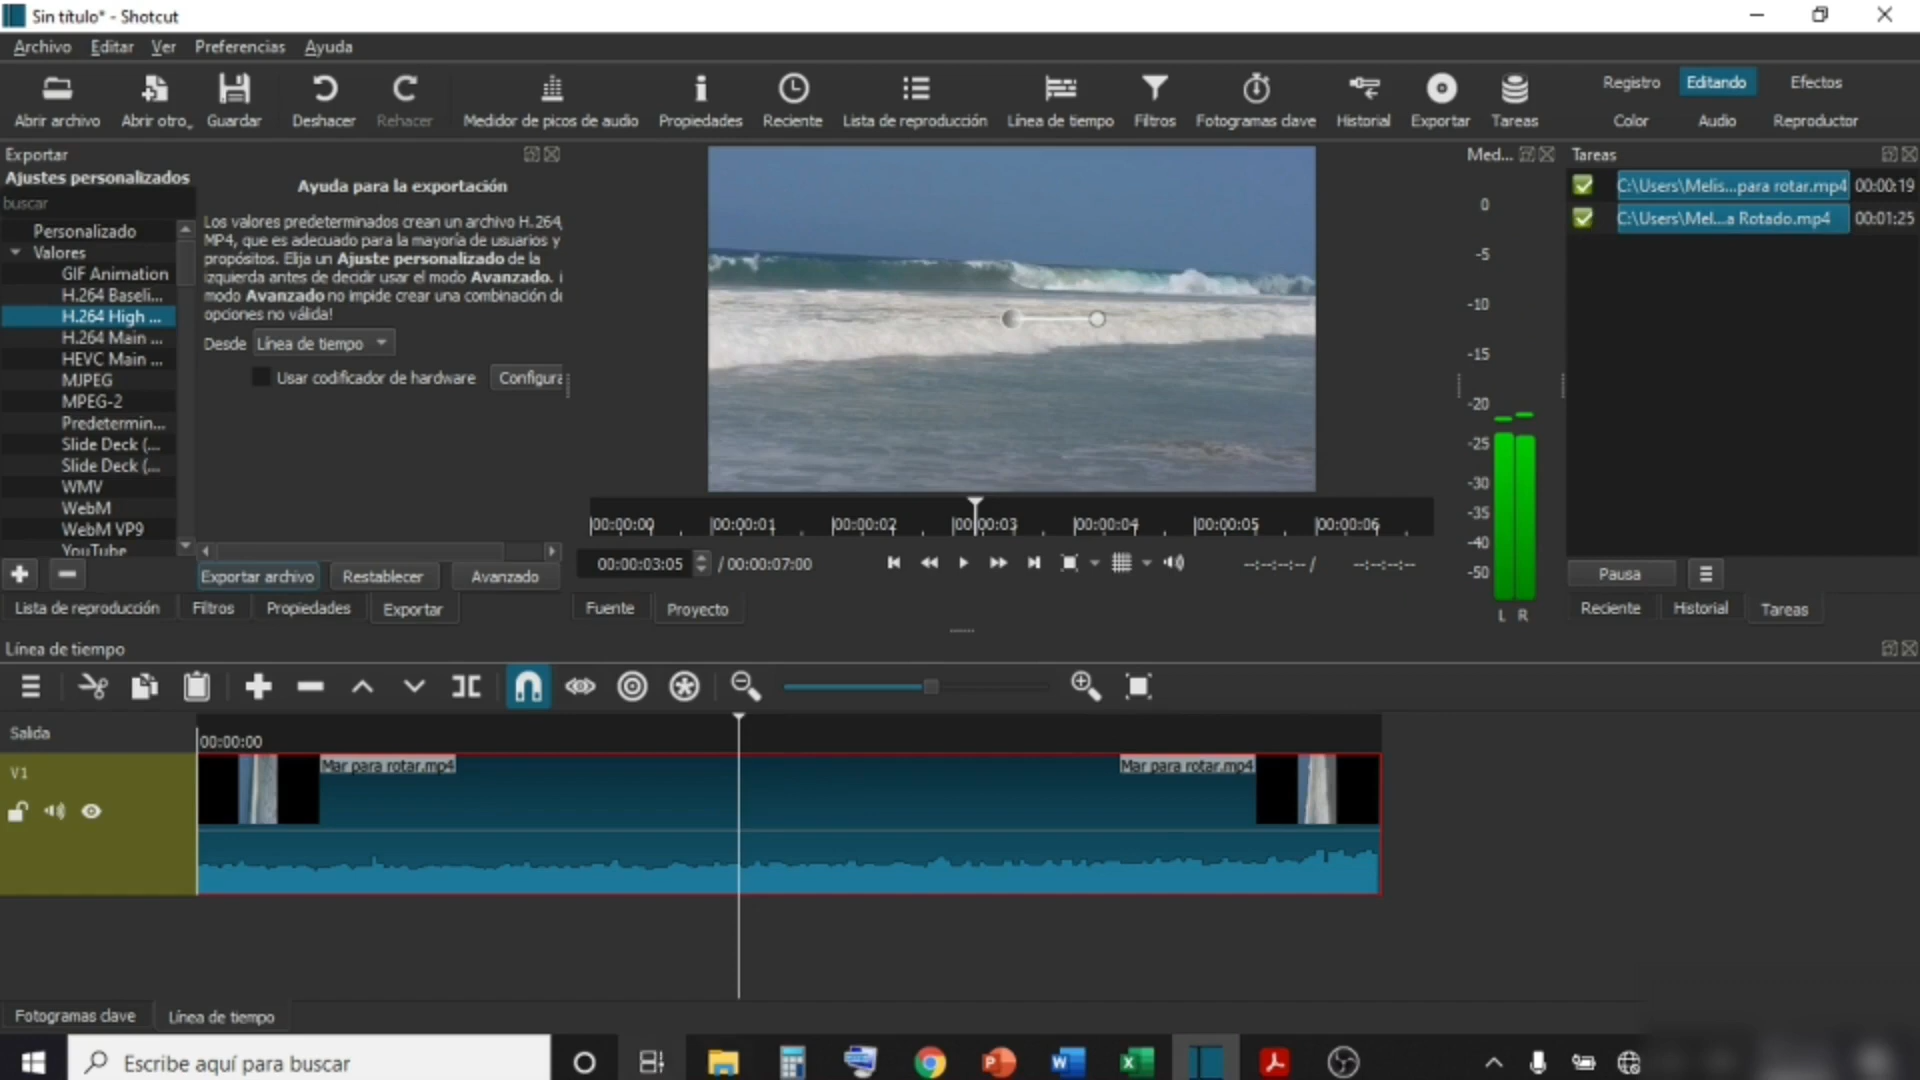 Sin título* - Shotcut
Archivo Editar Ver Preferencias Ayuda
Abrir archivo Abrir otro... Guardar Deshacer Rehacer Medidor de picos de audio Propiedades Reciente Lista de reproducción Línea de tiempo Filtros Fotogramas clave Historial Exportar Tareas
Registro Editando Efectos
Color Audio Reproductor
Exportar
Ajustes personalizados
buscar
Personalizado
Valores
GIF Animation
H.264 Baseli...
H.264 High ...
H.264 Main ...
HEVC Main ...
MJPEG
MPEG-2
Predetermin...
Slide Deck (...
Slide Deck (...
WMV
WebM
WebM VP9
YouTube
Ayuda para la exportación
Los valores predeterminados crean un archivo H.264,
MP4, que es adecuado para la mayoría de usuarios y
propósitos. Elija un Ajuste personalizado de la
izquierda antes de decidir usar el modo Avanzado.
modo Avanzado no impide crear una combinación d
opciones no válida!
Desde Línea de tiempo
Usar codificador de hardware Configura
Exportar archivo Restablecer Avanzado
Lista de reproducción Filtros Propiedades Exportar
00:00:00 00:00:01 00:00:02 00:00:03 00:00:04 00:00:05 00:00:06
00:00:03:05 / 00:00:07:00 --:--:--:-- / --:--:--:--
Fuente Proyecto
Med...
0
-5
-10
-15
-20
-25
-30
-35
-40
-50
L R
Tareas
C:\Users\Melis...para rotar.mp4 00:00:19
C:\Users\Mel...a Rotado.mp4 00:01:25
Pausa
Reciente Historial Tareas
Línea de tiempo
Salida
00:00:00
V1
Mar para rotar.mp4 Mar para rotar.mp4
Fotogramas clave Línea de tiempo
Escribe aquí para buscar